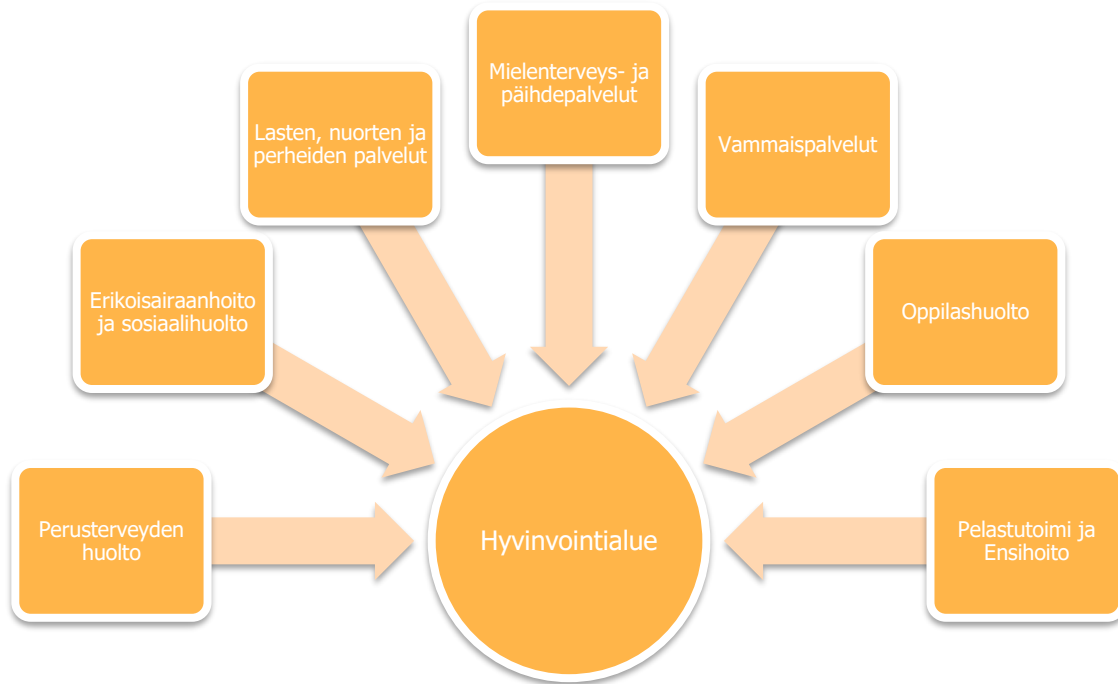 Mielenterveys- ja
päihdepalvelut
Lasten, nuorten ja
perheiden palvelut
Vammaispalvelut
Erikoisairaanhoito
ja sosiaalihuolto
Oppilashuolto
Perusterveyden
huolto
Hyvinvointialue
Pelastutoimi ja
Ensihoito